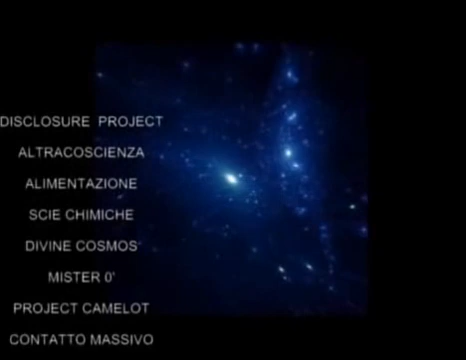 DISCLOSURE PROJECT
ALTRACOSCIENZA
ALIMENTAZIONE
SCIE CHIMICHE
DIVINE COSMOS'
MISTER 0'
PROJECT CAMELOT
CONTATTO MASSIVO